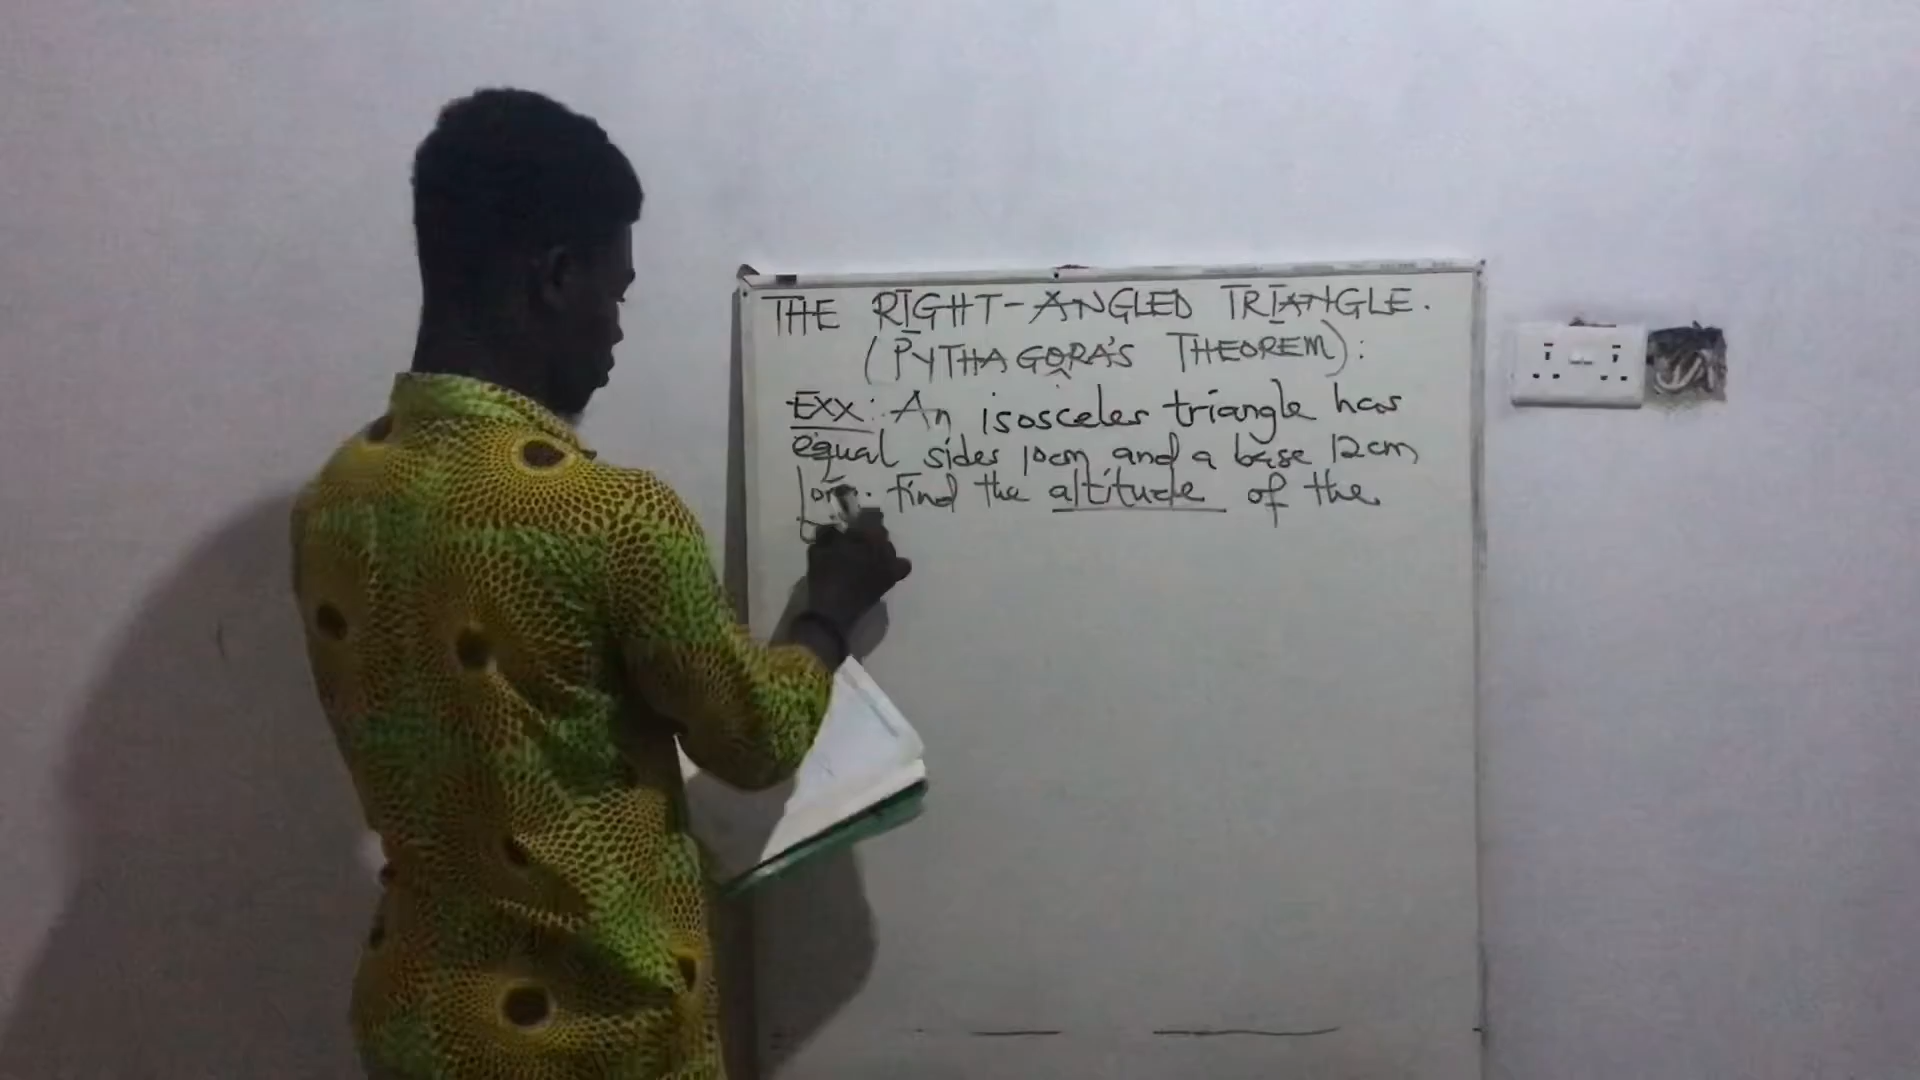 THE RIGHT-ANGLED TRIANGLE.
(PYTHAGORA'S THEOREM):
Exx: An isosceles triangle has
equal sides 10cm and a base 12cm
find the altitude of the